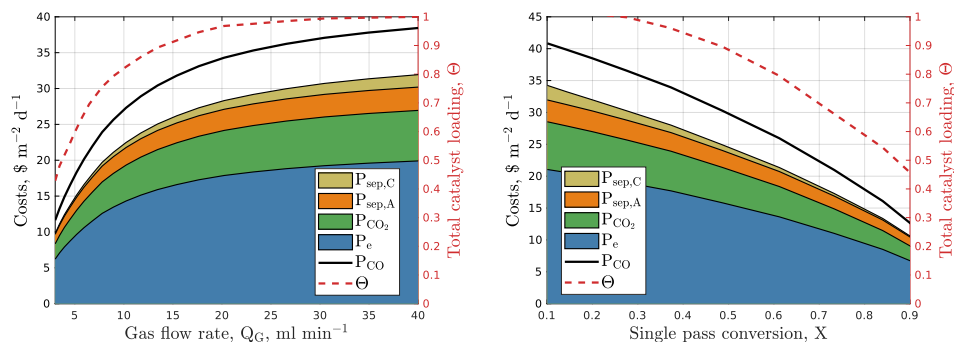 40
35
30
25
20
15
10
5
0
Costs, $ m⁻² d⁻¹
1
0.9
0.8
0.7
0.6
0.5
0.4
0.3
0.2
0.1
0
Total catalyst loading, Θ
P_sep,C
P_sep,A
P_CO₂
P_e
P_CO
Θ
5 10 15 20 25 30 35 40
Gas flow rate, Q_G, ml min⁻¹
45
40
35
30
25
20
15
10
5
0
Costs, $ m⁻² d⁻¹
1
0.9
0.8
0.7
0.6
0.5
0.4
0.3
0.2
0.1
0
Total catalyst loading, Θ
P_sep,C
P_sep,A
P_CO₂
P_e
P_CO
Θ
0.1 0.2 0.3 0.4 0.5 0.6 0.7 0.8 0.9
Single pass conversion, X